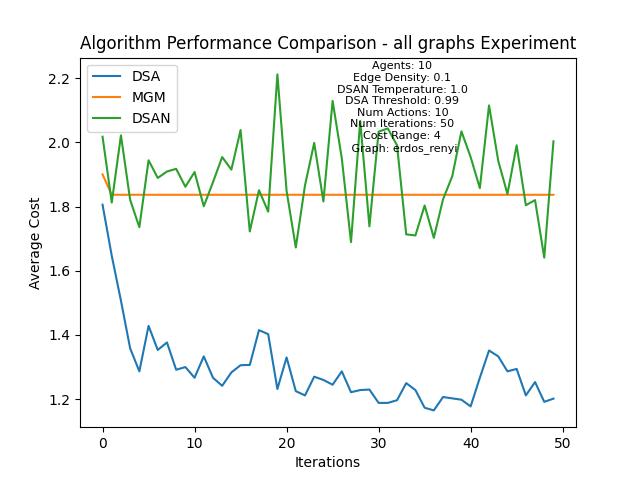 Algorithm Performance Comparison - all graphs Experiment
DSA
MGM
DSAN
Agents: 10
Edge Density: 0.1
DSAN Temperature: 1.0
DSA Threshold: 0.99
Num Actions: 10
Num Iterations: 50
Cost Range: 4
Graph: erdos_renyi
Average Cost
2.2
2.0
1.8
1.6
1.4
1.2
0
10
20
30
40
50
Iterations